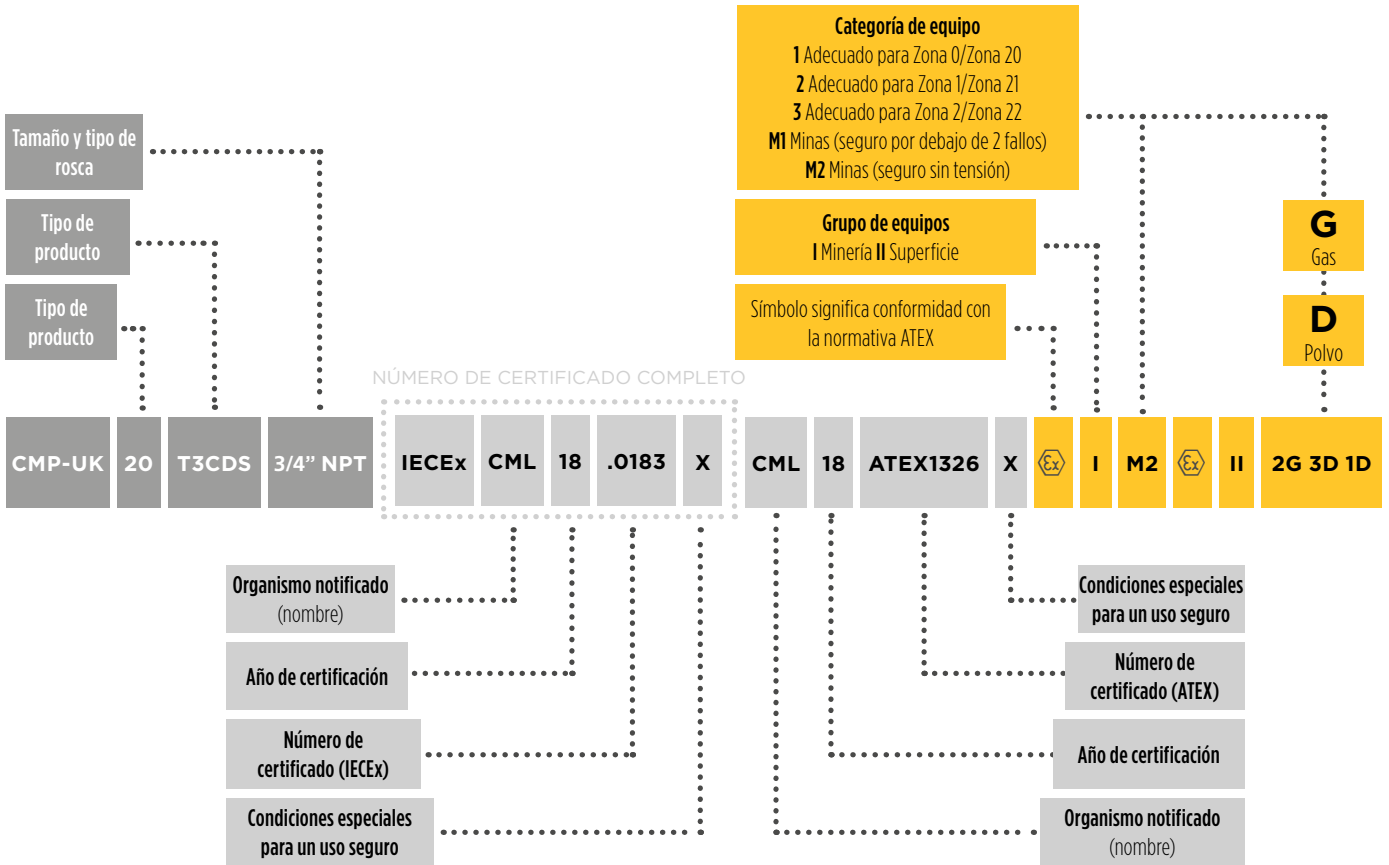 Categoría de equipo
1 Adecuado para Zona 0/Zona 20
2 Adecuado para Zona 1/Zona 21
3 Adecuado para Zona 2/Zona 22
M1 Minas (seguro por debajo de 2 fallos)
M2 Minas (seguro sin tensión)
Tamaño y tipo de
rosca
Tipo de
producto
Grupo de equipos
I Minería II Superficie
G
Gas
Tipo de
producto
Símbolo significa conformidad con
la normativa ATEX
D
Polvo
NÚMERO DE CERTIFICADO COMPLETO
CMP-UK 20 T3CDS 3/4” NPT IECEx CML 18 .0183 X CML 18 ATEX1326 X Ex I M2 Ex II 2G 3D 1D
Organismo notificado
(nombre)
Año de certificación
Número de
certificado (IECEx)
Condiciones especiales
para un uso seguro
Condiciones especiales
para un uso seguro
Número de
certificado (ATEX)
Año de certificación
Organismo notificado
(nombre)